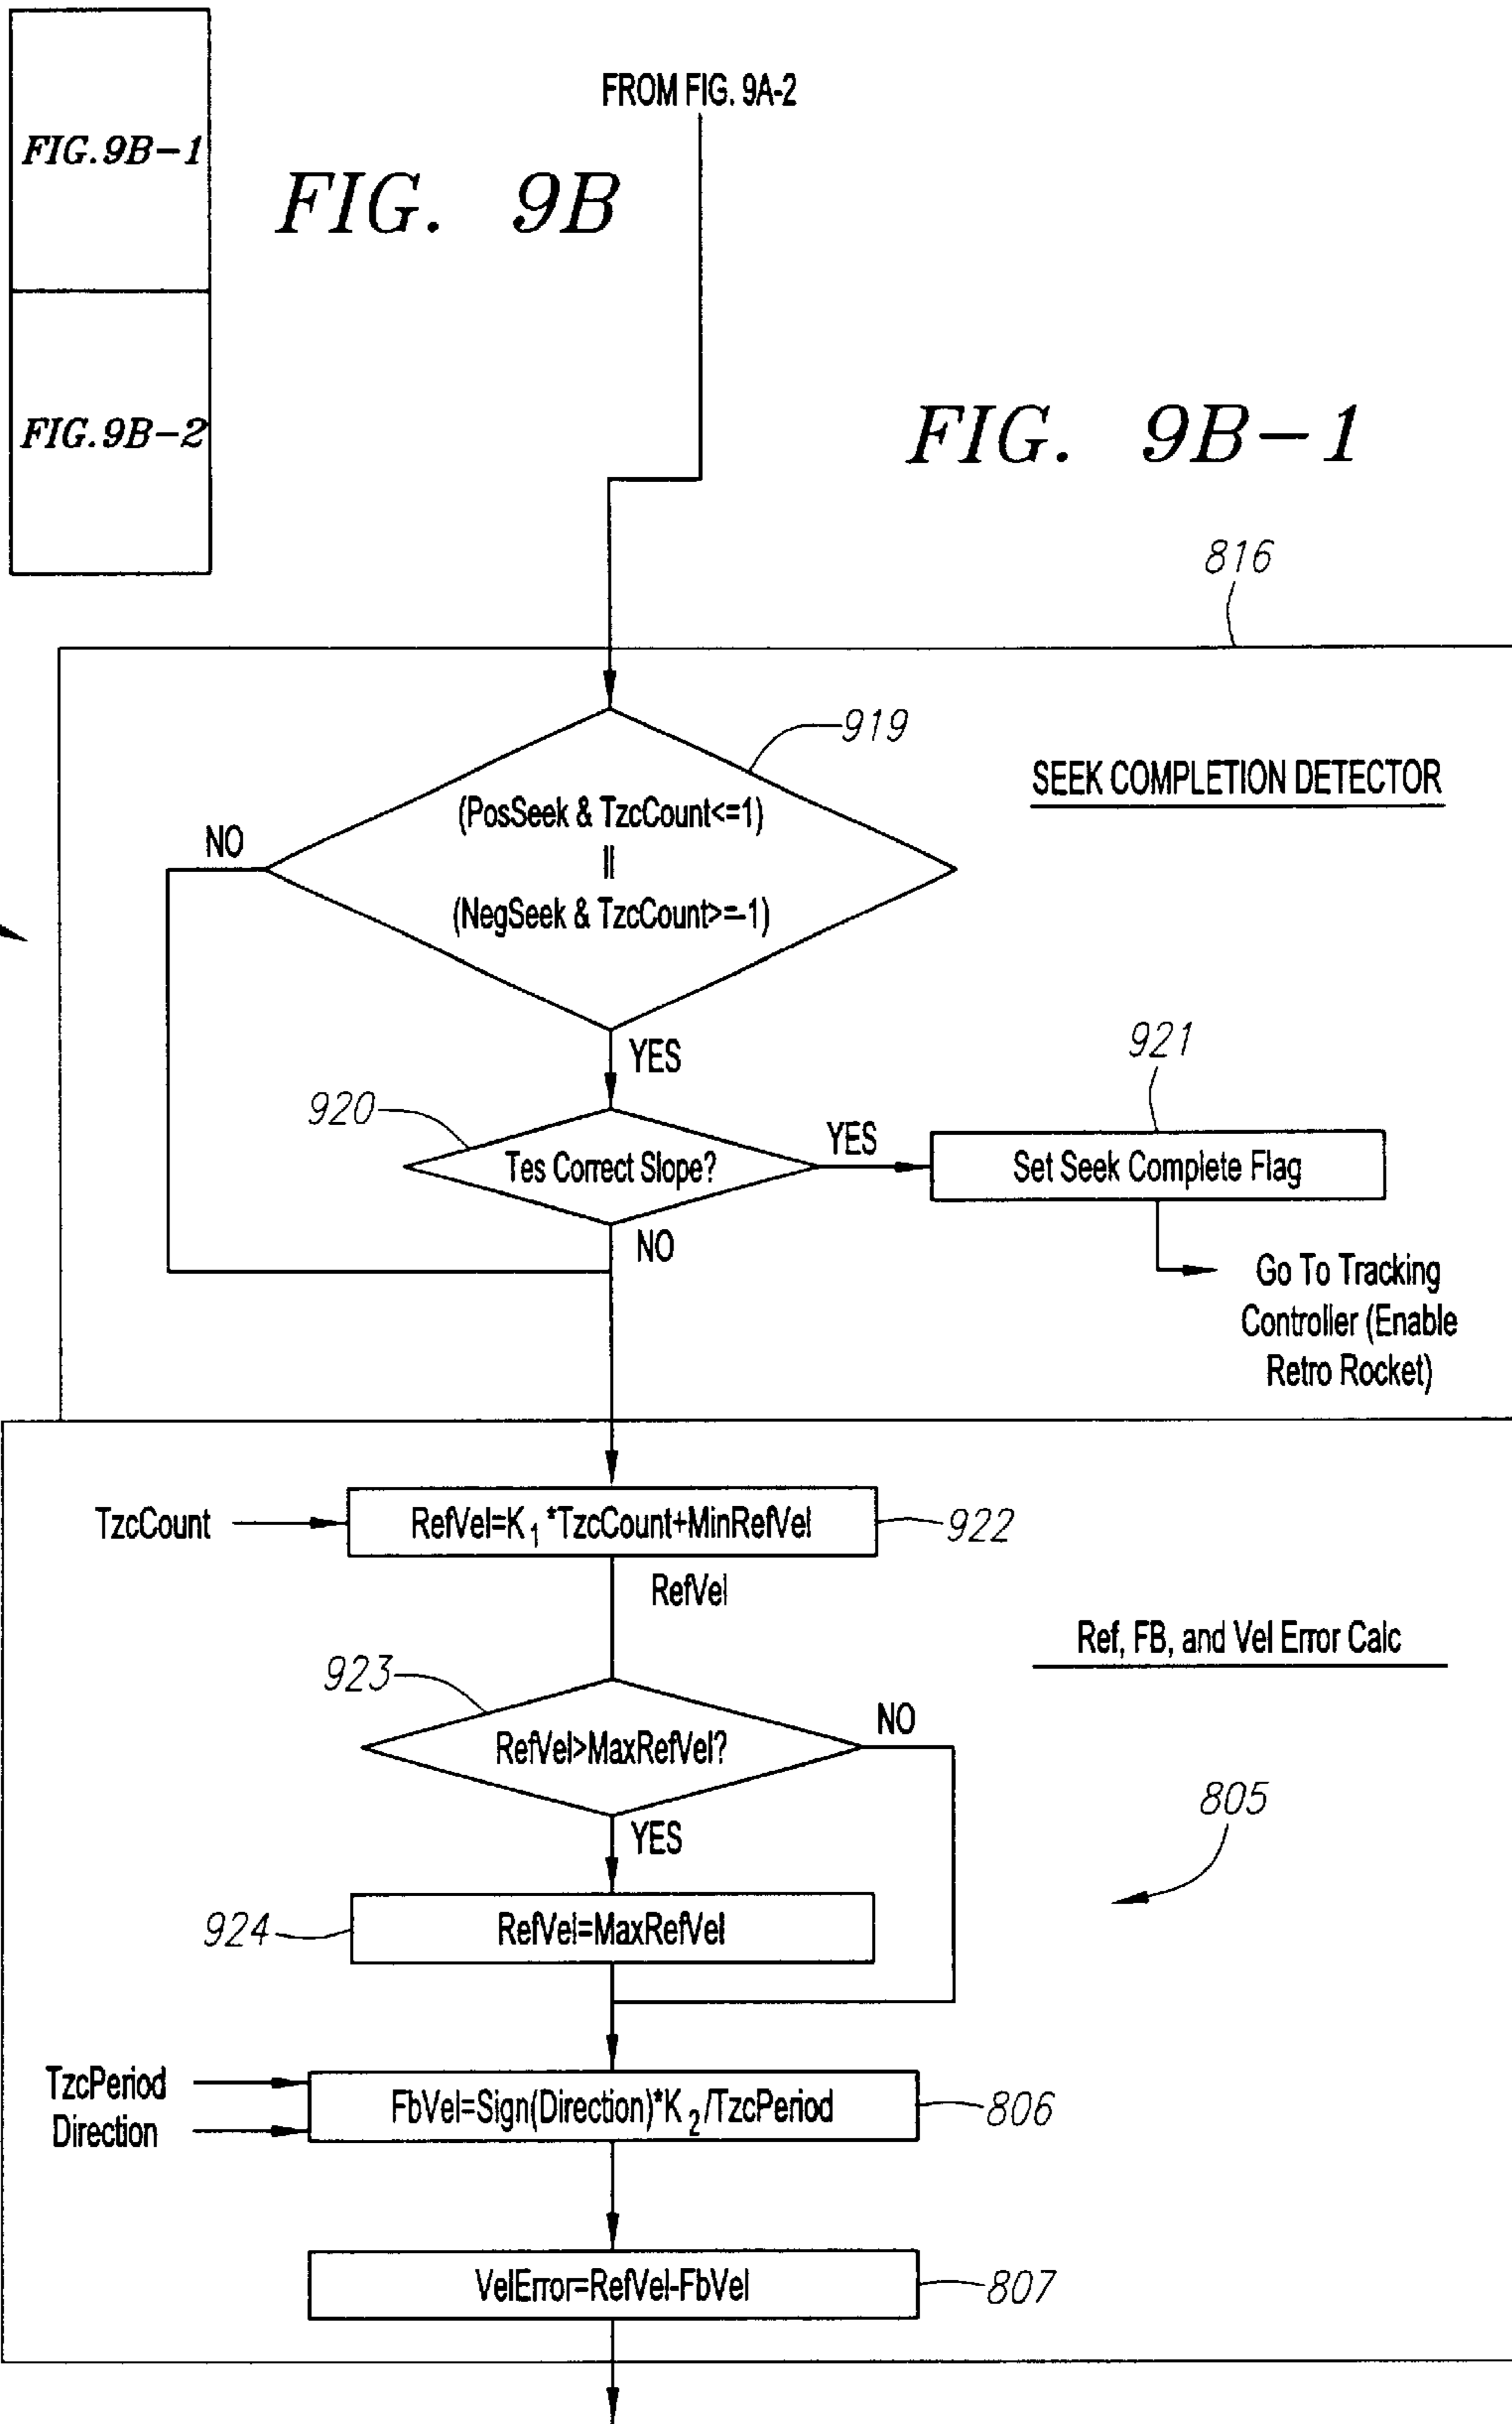 FIG.9B-1
FIG.9B-2
FIG. 9B
FROM FIG. 9A-2
FIG. 9B-1
816
919
SEEK COMPLETION DETECTOR
(PosSeek & TzcCount<=1)
||
(NegSeek & TzcCount>=-1)
NO
YES
920
Tes Correct Slope?
YES
921
Set Seek Complete Flag
NO
Go To Tracking
Controller (Enable
Retro Rocket)
TzcCount
RefVel=K1*TzcCount+MinRefVel
922
RefVel
Ref, FB, and Vel Error Calc
923
RefVel>MaxRefVel?
NO
YES
805
924
RefVel=MaxRefVel
TzcPeriod
Direction
FbVel=Sign(Direction)*K2/TzcPeriod
806
VelError=RefVel-FbVel
807